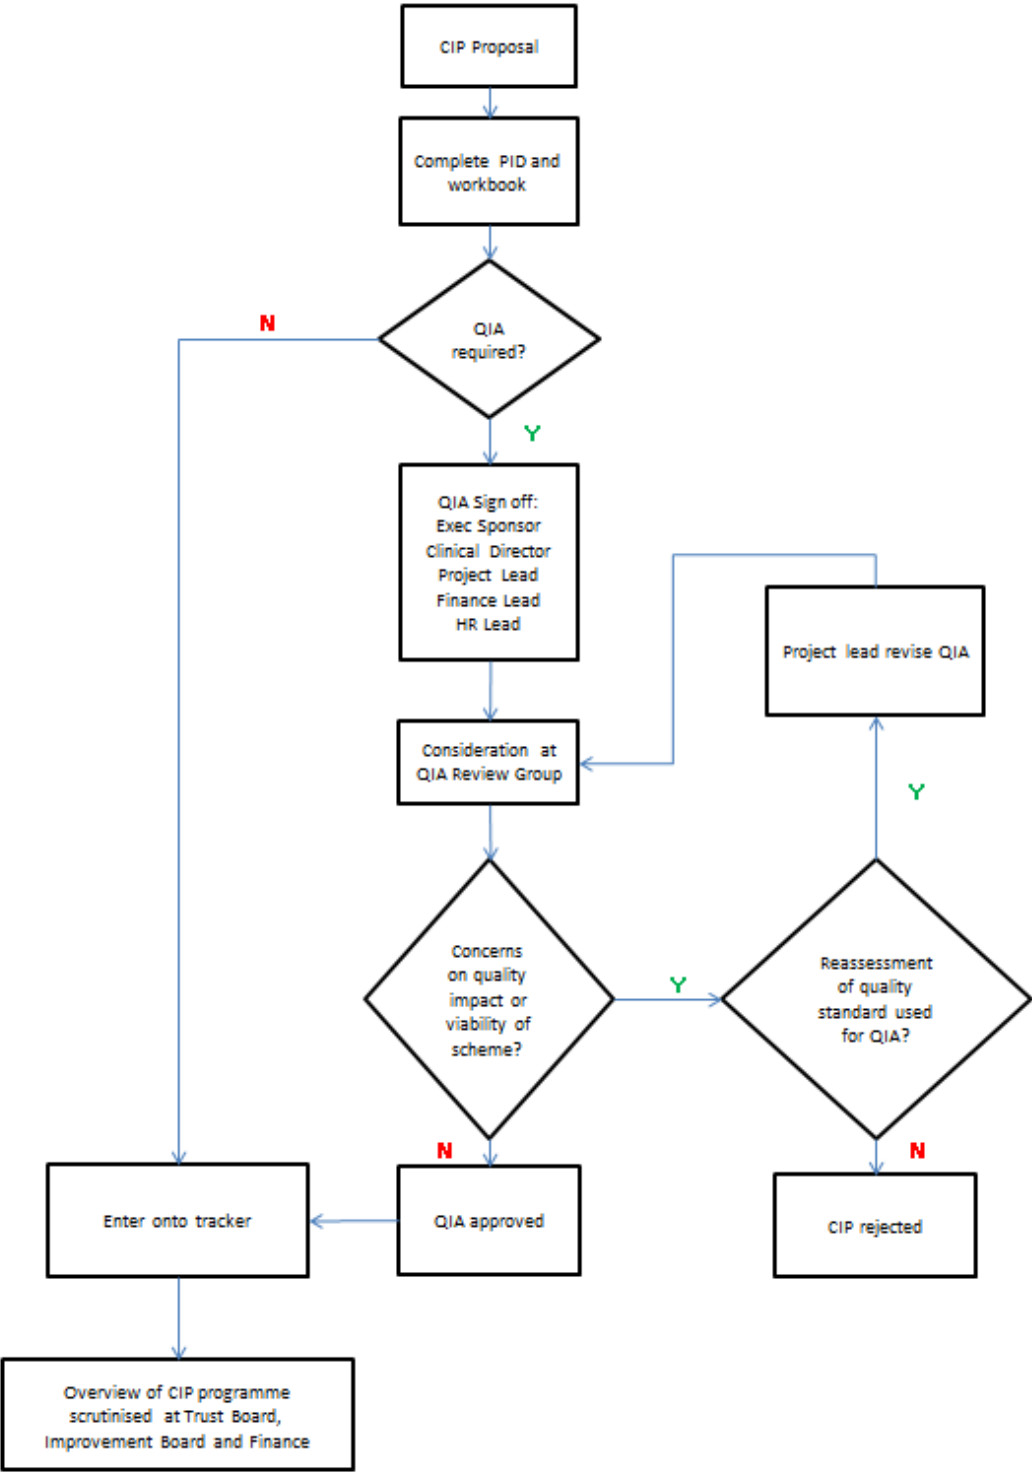 CIP Proposal
Complete PID and
workbook
N
QIA
required?
Y
QIA Sign off:
Exec Sponsor
Clinical Director
Project Lead
Finance Lead
HR Lead
Project lead revise QIA
Consideration at
QIA Review Group
Y
Concerns
on quality
impact or
viability of
scheme?
Y
Reassessment
of quality
standard used
for QIA?
N
N
Enter onto tracker
QIA approved
CIP rejected
Overview of CIP programme
scrutinised at Trust Board,
Improvement Board and Finance